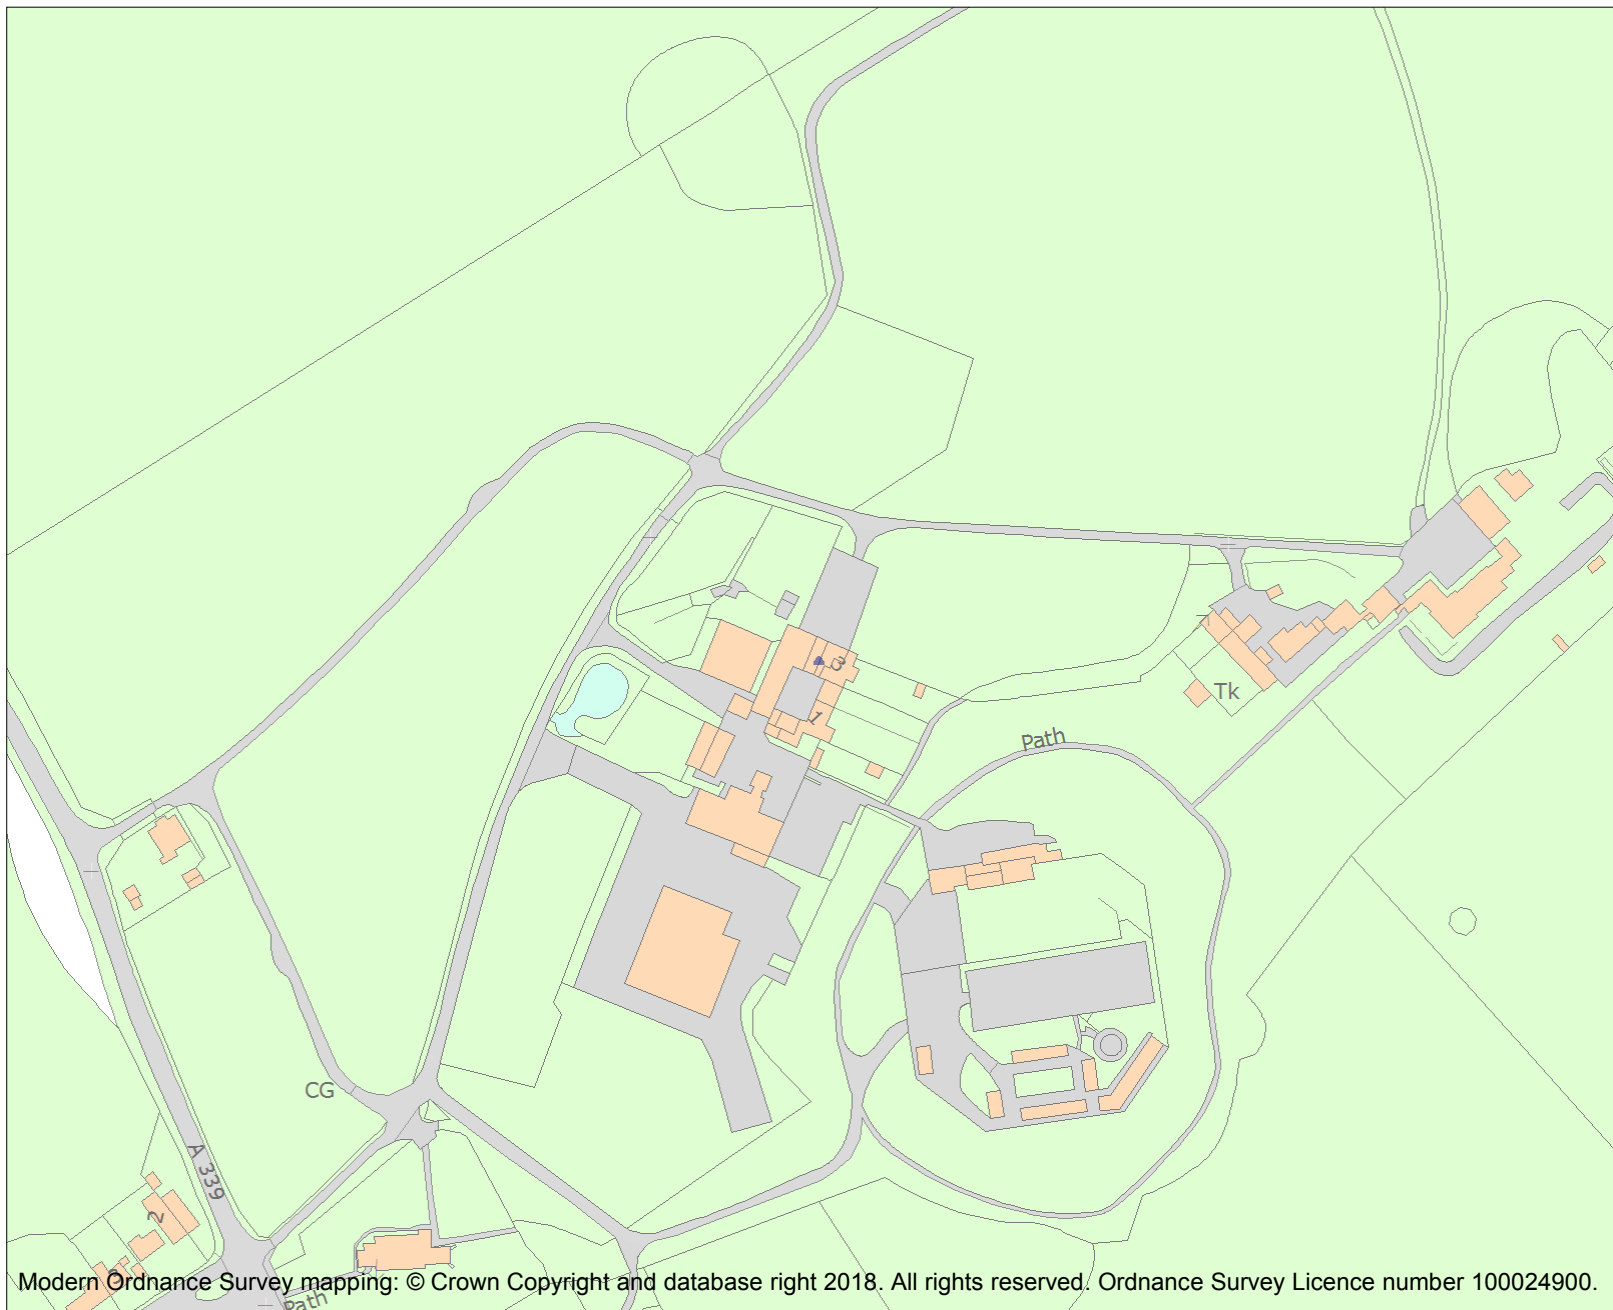 3
Tk
1
Path
CG
A 339
2
Modern Ordnance Survey mapping: © Crown Copyright and database right 2018. All rights reserved. Ordnance Survey Licence number 100024900.
Path